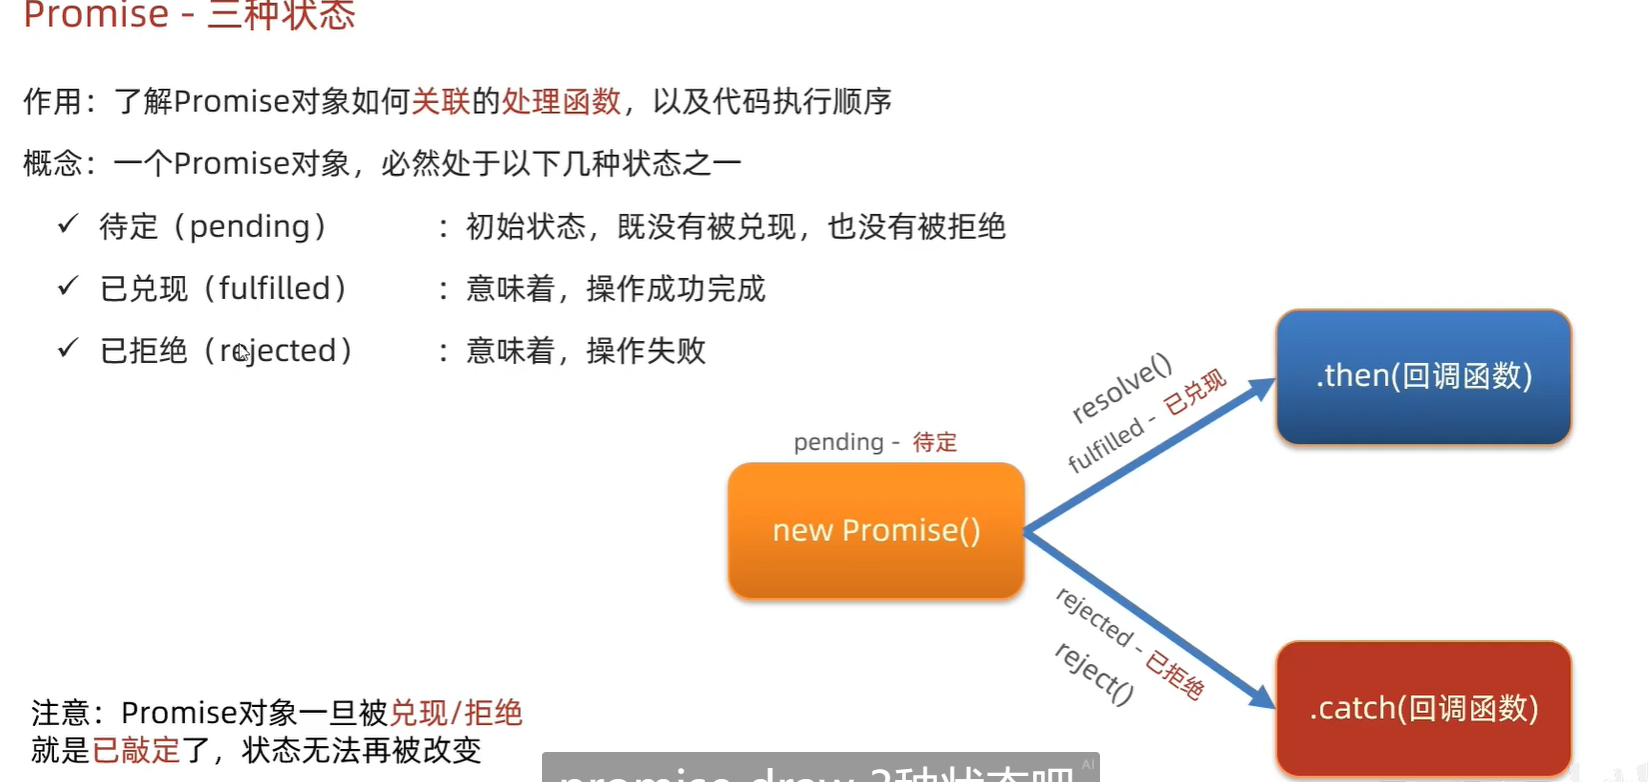 Promise - 三种状态
作用：了解Promise对象如何关联的处理函数，以及代码执行顺序
概念：一个Promise对象，必然处于以下几种状态之一
✓ 待定（pending） ：初始状态，既没有被兑现，也没有被拒绝
✓ 已兑现（fulfilled） ：意味着，操作成功完成
✓ 已拒绝（rejected） ：意味着，操作失败
resolve()
fulfilled - 已兑现
.then(回调函数)
pending - 待定
new Promise()
rejected - 已拒绝
reject()
.catch(回调函数)
注意：Promise对象一旦被兑现/拒绝
就是已敲定了，状态无法再被改变
AI
promise draw 3种状态吧